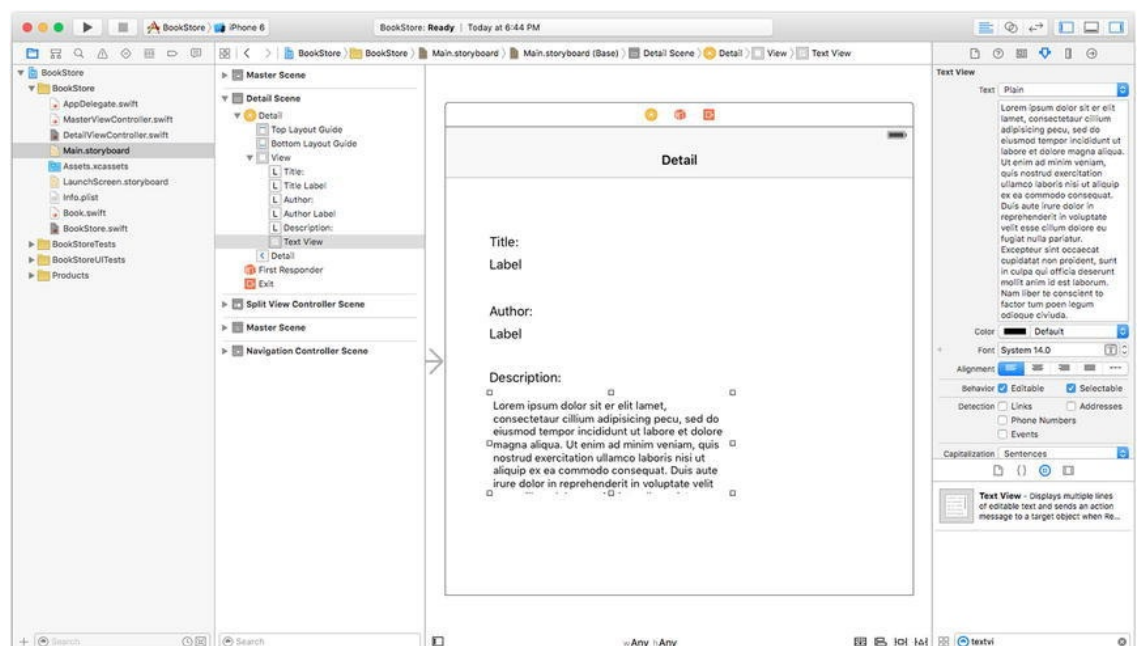 BookStore iPhone 6
BookStore: Ready | Today at 6:44 PM
BookStore BookStore Main.storyboard Main.storyboard (Base) Detail Scene Detail View Text View
BookStore
BookStore
AppDelegate.swift
MasterViewController.swift
DetailViewController.swift
Main.storyboard
Assets.xcassets
LaunchScreen.storyboard
Info.plist
Book.swift
BookStore.swift
BookStoreTests
BookStoreUITests
Products
Search
Master Scene
Detail Scene
Detail
Top Layout Guide
Bottom Layout Guide
View
L Title:
L Title Label
L Author:
L Author Label
L Description:
Text View
Detail
First Responder
Exit
Split View Controller Scene
Master Scene
Navigation Controller Scene
Search
Detail
Title:
Label
Author:
Label
Description:
Lorem ipsum dolor sit er elit lamet,
consectetaur cillium adipisicing pecu, sed do
eiusmod tempor incididunt ut labore et dolore
magna aliqua. Ut enim ad minim veniam, quis
nostrud exercitation ullamco laboris nisi ut
aliquip ex ea commodo consequat. Duis aute
irure dolor in reprehenderit in voluptate velit
wAny hAny
Text View
Text Plain
Lorem ipsum dolor sit er elit
lamet, consectetaur cillium
adipisicing pecu, sed do
eiusmod tempor incididunt ut
labore et dolore magna aliqua.
Ut enim ad minim veniam,
quis nostrud exercitation
ullamco laboris nisi ut aliquip
ex ea commodo consequat.
Duis aute irure dolor in
reprehenderit in voluptate
velit esse cillum dolore eu
fugiat nulla pariatur.
Excepteur sint occaecat
cupidatat non proident, sunt
in culpa qui officia deserunt
mollit anim id est laborum.
Nam liber te conscient to
factor tum poen legum
odioque civiuda.
Color Default
Font System 14.0
Alignment
Behavior Editable Selectable
Detection Links Addresses
Phone Numbers
Events
Capitalization Sentences
Text View - Displays multiple lines
of editable text and sends an action
message to a target object when Re...
textvi